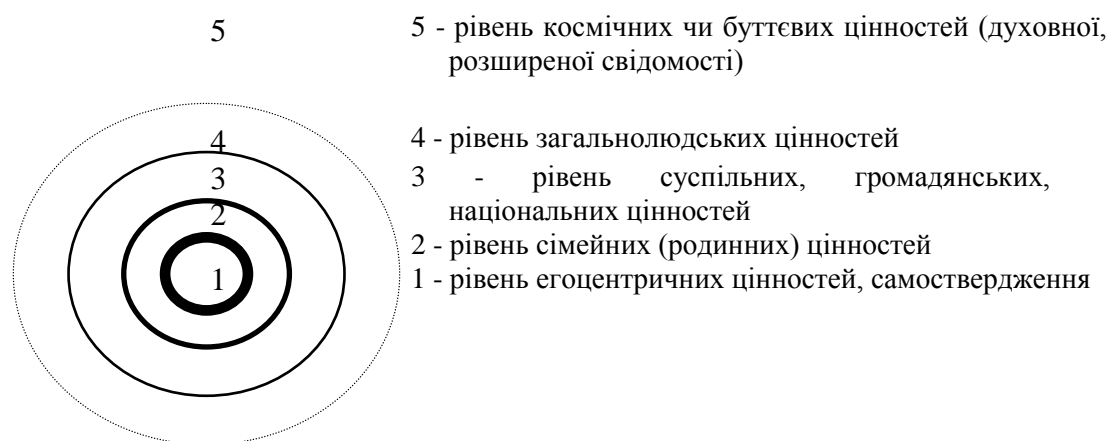 5
5 - рівень космічних чи буттєвих цінностей (духовної,
розширеної свідомості)
4
4 - рівень загальнолюдських цінностей
3
3 - рівень суспільних, громадянських,
національних цінностей
2
2 - рівень сімейних (родинних) цінностей
1
1 - рівень егоцентричних цінностей, самоствердження